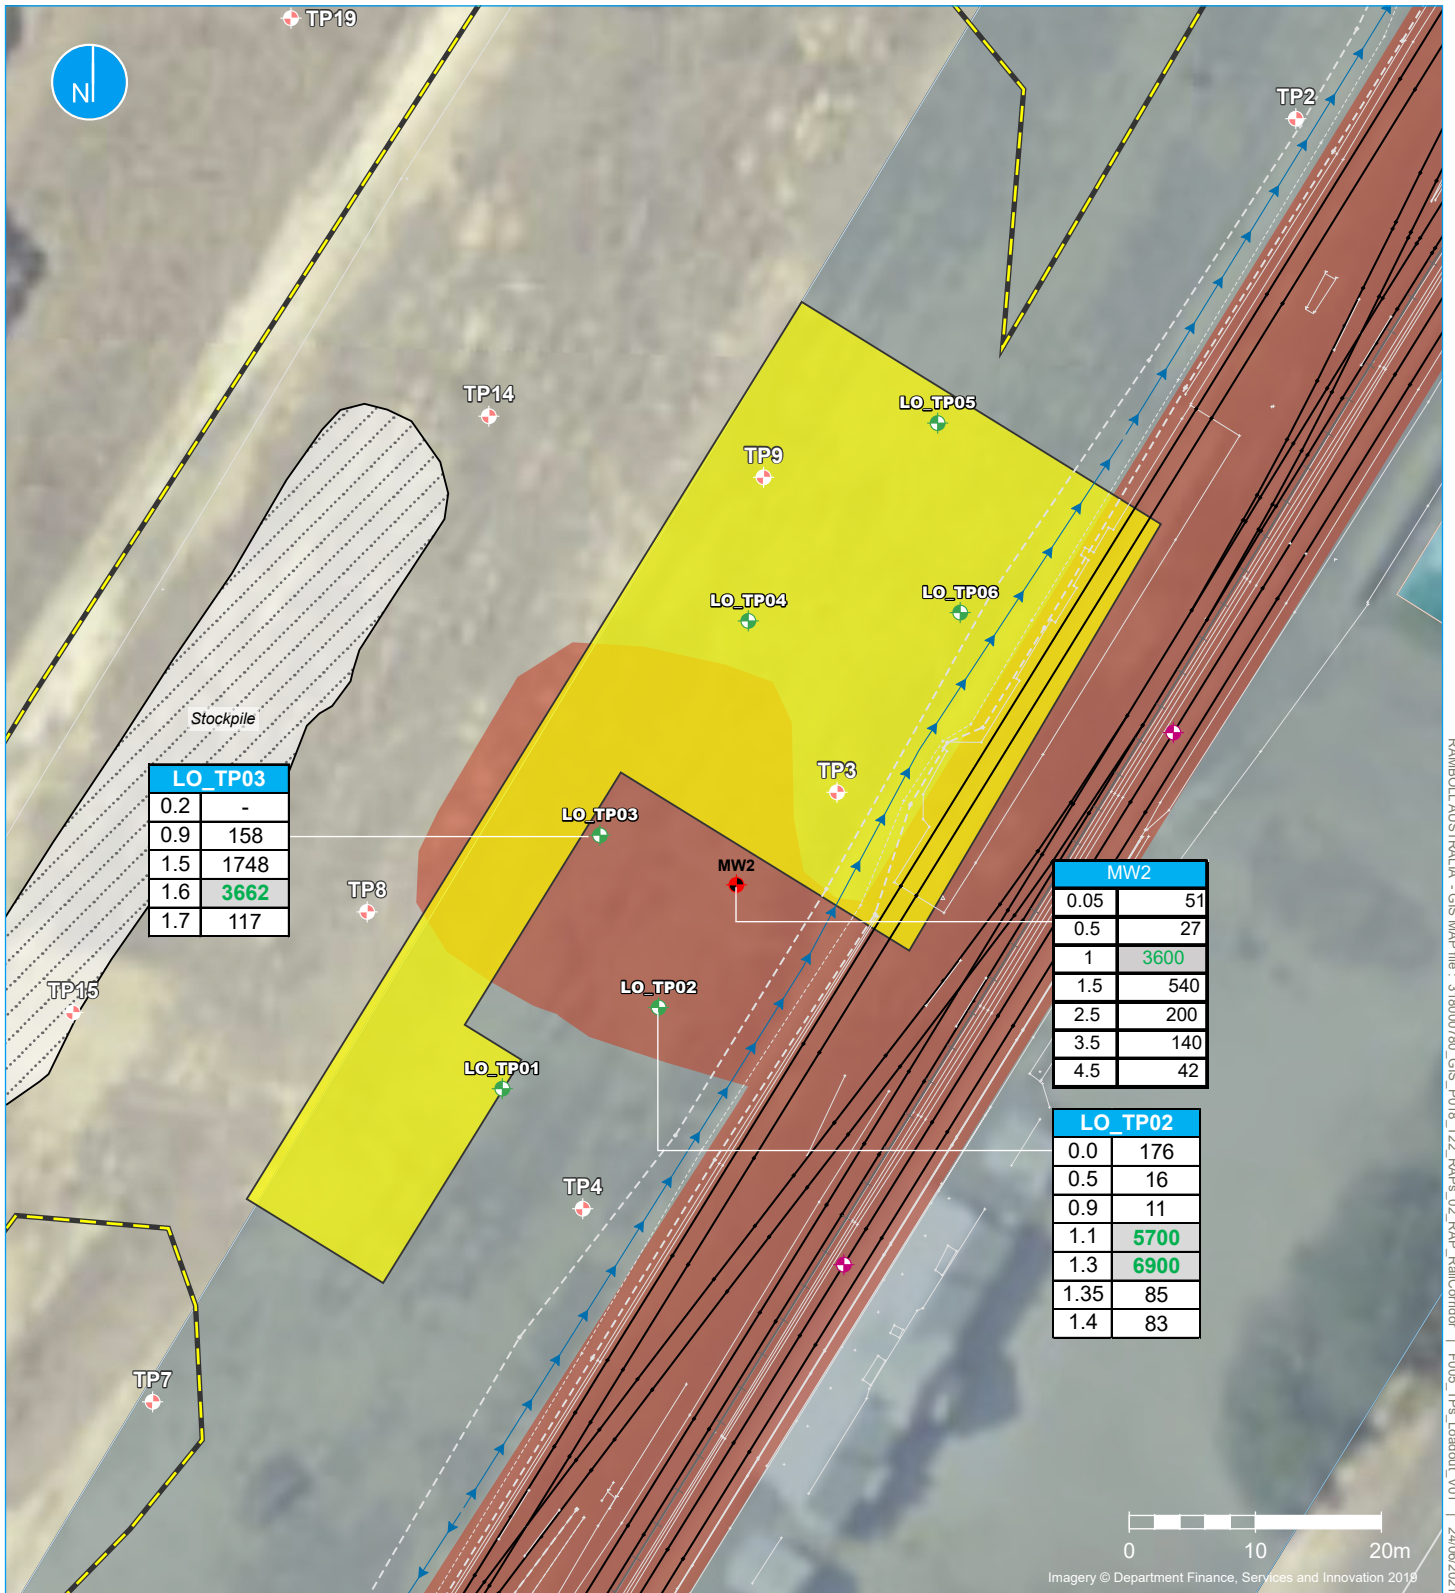 TP19
N
TP2
TP14
LO_TP05
TP9
LO_TP04
LO_TP06
Stockpile
TP3
LO_TP03
0.2 -
0.9 158
1.5 1748
1.6 3662
1.7 117
LO_TP03
MW2
TP8
MW2
0.05 51
0.5 27
1 3600
1.5 540
2.5 200
3.5 140
4.5 42
TP15
LO_TP02
LO_TP01
LO_TP02
0.0 176
0.5 16
0.9 11
1.1 5700
1.3 6900
1.35 85
1.4 83
TP4
TP7
0 10 20m
Imagery © Department Finance, Services and Innovation 2019